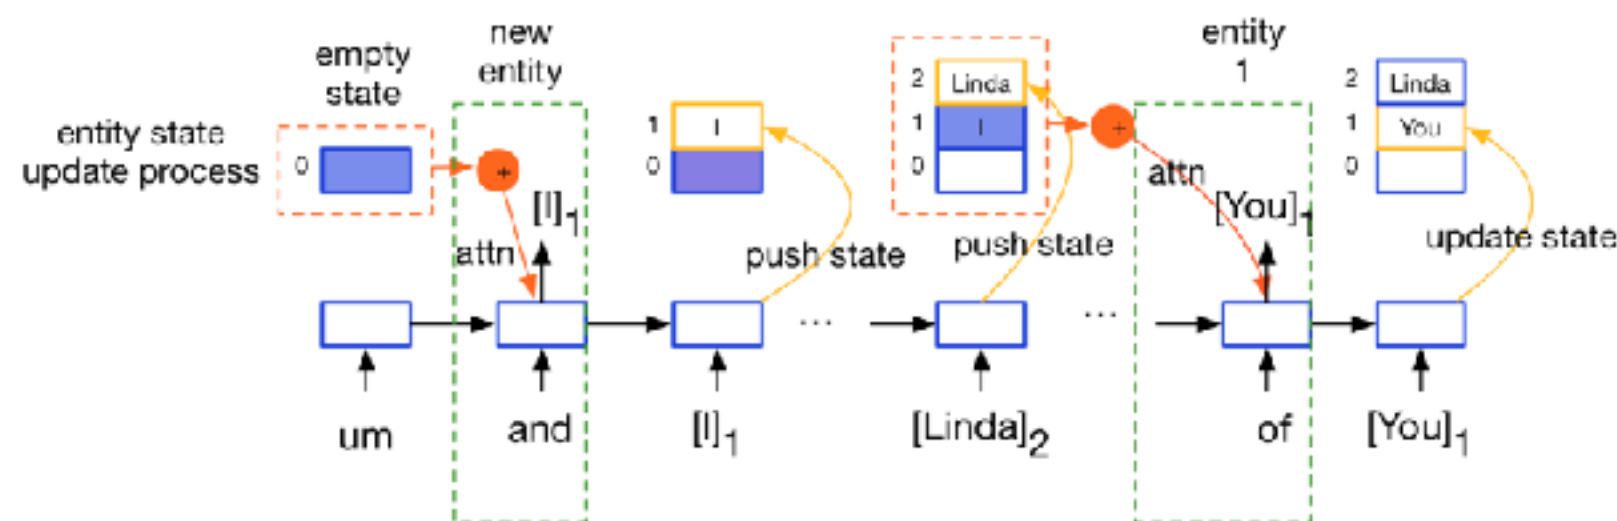 empty
state
new
entity
entity
1
entity state
update process
0
1
I
0
2
Linda
1
I
0
2
Linda
1
You
0
attn
[I]1
push state
push state
attn
[You]1
update state
...
...
um
and
[I]1
[Linda]2
of
[You]1